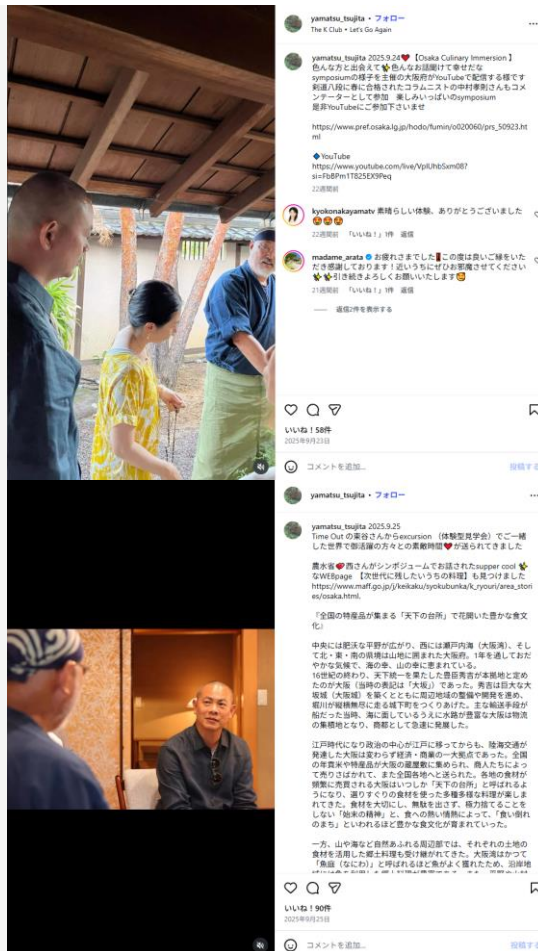 yamatsu_tsujita • フォロー
The K Club • Let's Go Again
yamatsu_tsujita 2025.9.24❤️【Osaka Culinary Immersion 】
色んな方と出会えて🌿色んなお話聞けて幸せだな
symposiumの様子を主催の大阪府がYouTubeで配信する様です
剣道八段に春に合格されたコラムニストの中村孝則さんもコメ
ンテーターとして参加　楽しみいっぱいのsymposium
是非YouTubeにご参加下さいませ
https://www.pref.osaka.lg.jp/hodo/fumin/o020060/prs_50923.ht
ml
🔷YouTube
https://www.youtube.com/live/VpIUhbSxm08?
si=FbBPm1T825EX9Peq
22週間前
kyokonakayamatv 素晴らしい体験、ありがとうございました
😍😍😍
22週間前　「いいね！」1件　返信
madame_arata お疲れさまでした🚪この度は良いご縁をいた
だき感謝しております！近いうちにぜひお邪魔させてください
🌿🌿引き続きよろしくお願いいたします🥰
21週間前　「いいね！」1件　返信
返信2件を表示する
いいね！58件
2025年9月23日
コメントを追加...
投稿する
yamatsu_tsujita • フォロー
yamatsu_tsujita 2025.9.25
Time Out の東谷さんからexcursion （体験型見学会）でご一緒
した世界で御活躍の方々との素敵時間❤️が送られてきました
農水省❤️西さんがシンポジュームでお話されたsupper cool 🌿
なWEBpage 【次世代に残したいうちの料理】も見つけました
https://www.maff.go.jp/j/keikaku/syokubunka/k_ryouri/area_stori
es/osaka.html.
『全国の特産品が集まる「天下の台所」で花開いた豊かな食文
化』
中央には肥沃な平野が広がり、西には瀬戸内海（大阪湾）、そ
して北・東・南の県境は山地に囲まれた大阪府。1年を通しておだ
やかな気候で、海の幸、山の幸に恵まれている。
16世紀の終わり、天下統一を果たした豊臣秀吉が本拠地と定め
たのが大阪（当時の表記は「大坂」）であった。秀吉は巨大な大
坂城（大阪城）を築くとともに周辺地域の整備や開発を進め、
堀川が縦横無尽に走る城下町をつくりあげた。主な輸送手段が
船だった当時、海に面しているうえに水路が豊富な大阪は物流
の集積地となり、商都として急速に発展した。
江戸時代になり政治の中心が江戸に移ってからも、陸海交通が
発達した大阪は変わらず経済・商業の一大拠点であった。全国
の年貢米や特産品が大阪の蔵屋敷に集められ、商人たちによっ
て売りさばかれて、また全国各地へと送られた。各地の食材が
頻繁に売買される大阪はいつしか「天下の台所」と呼ばれるよ
うになり、選りすぐりの食材を使った多種多様な料理が楽しま
れてきた。食材を大切にし、無駄を出さず、極力捨てることを
しない「始末の精神」と、食への熱い情熱によって、「食い倒れ
のまち」といわれるほど豊かな食文化が育まれていった。
一方、山や海など自然あふれる周辺部では、それぞれの土地の
食材を活用した郷土料理も受け継がれてきた。大阪湾はかつて
「魚庭（なにわ）」と呼ばれるほど魚がよく獲れたため、沿岸地
いいね！90件
2025年9月25日
コメントを追加...
投稿する